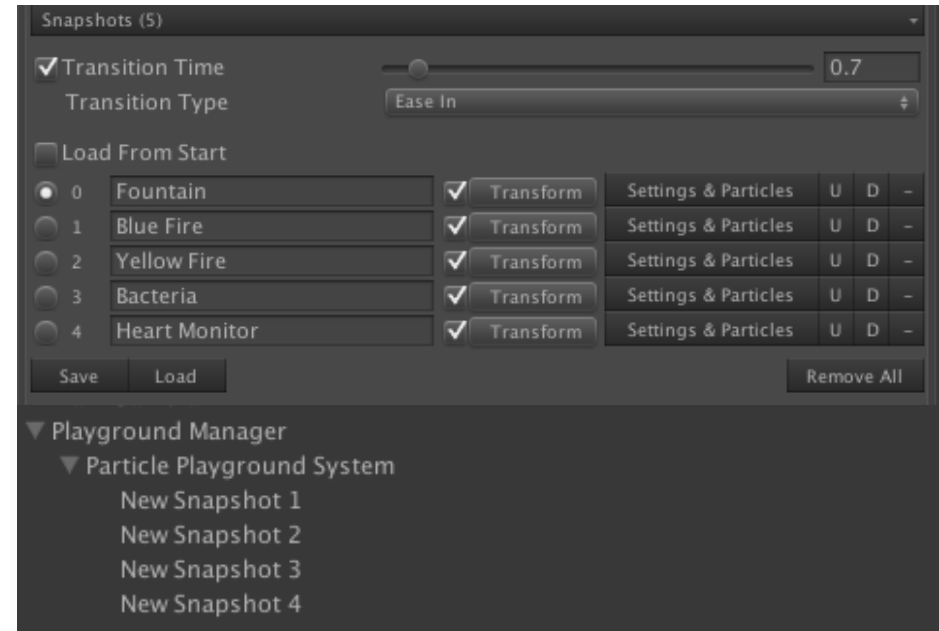 Snapshots (5)
Transition Time 0.7
Transition Type Ease In
Load From Start
0 Fountain Transform Settings & Particles U D –
1 Blue Fire Transform Settings & Particles U D –
2 Yellow Fire Transform Settings & Particles U D –
3 Bacteria Transform Settings & Particles U D –
4 Heart Monitor Transform Settings & Particles U D –
Save Load Remove All
Playground Manager
Particle Playground System
New Snapshot 1
New Snapshot 2
New Snapshot 3
New Snapshot 4